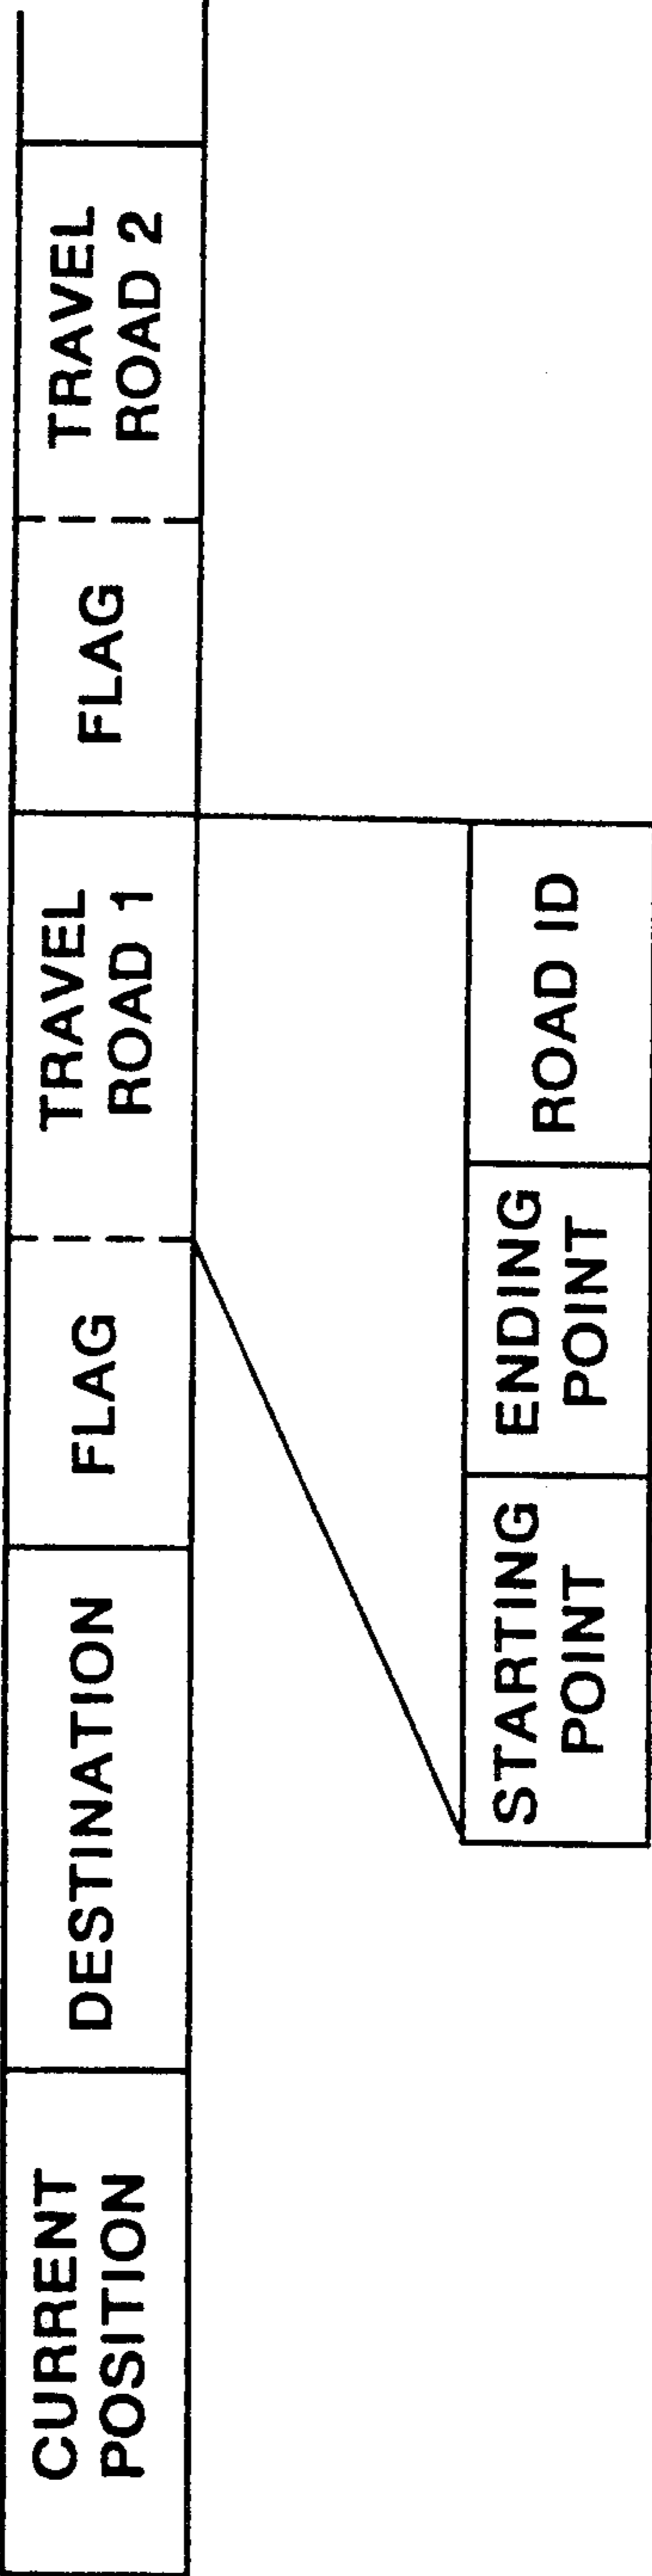 CURRENT
POSITION
DESTINATION
FLAG
TRAVEL
ROAD 1
FLAG
TRAVEL
ROAD 2
STARTING
POINT
ENDING
POINT
ROAD ID